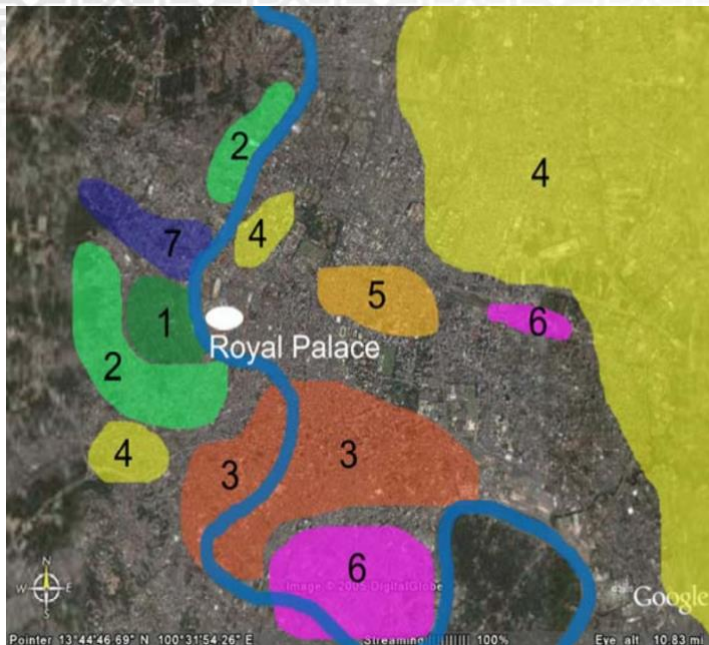 2
4
4
7
5
6
1
Royal Palace
2
3
4
3
6
Image © 2005 DigitalGlobe
N
W E
S
Google
Pointer 13°44'46.69" N 100°31'54.26" E Streaming ||||||||| 100% Eye alt 10.83 mi